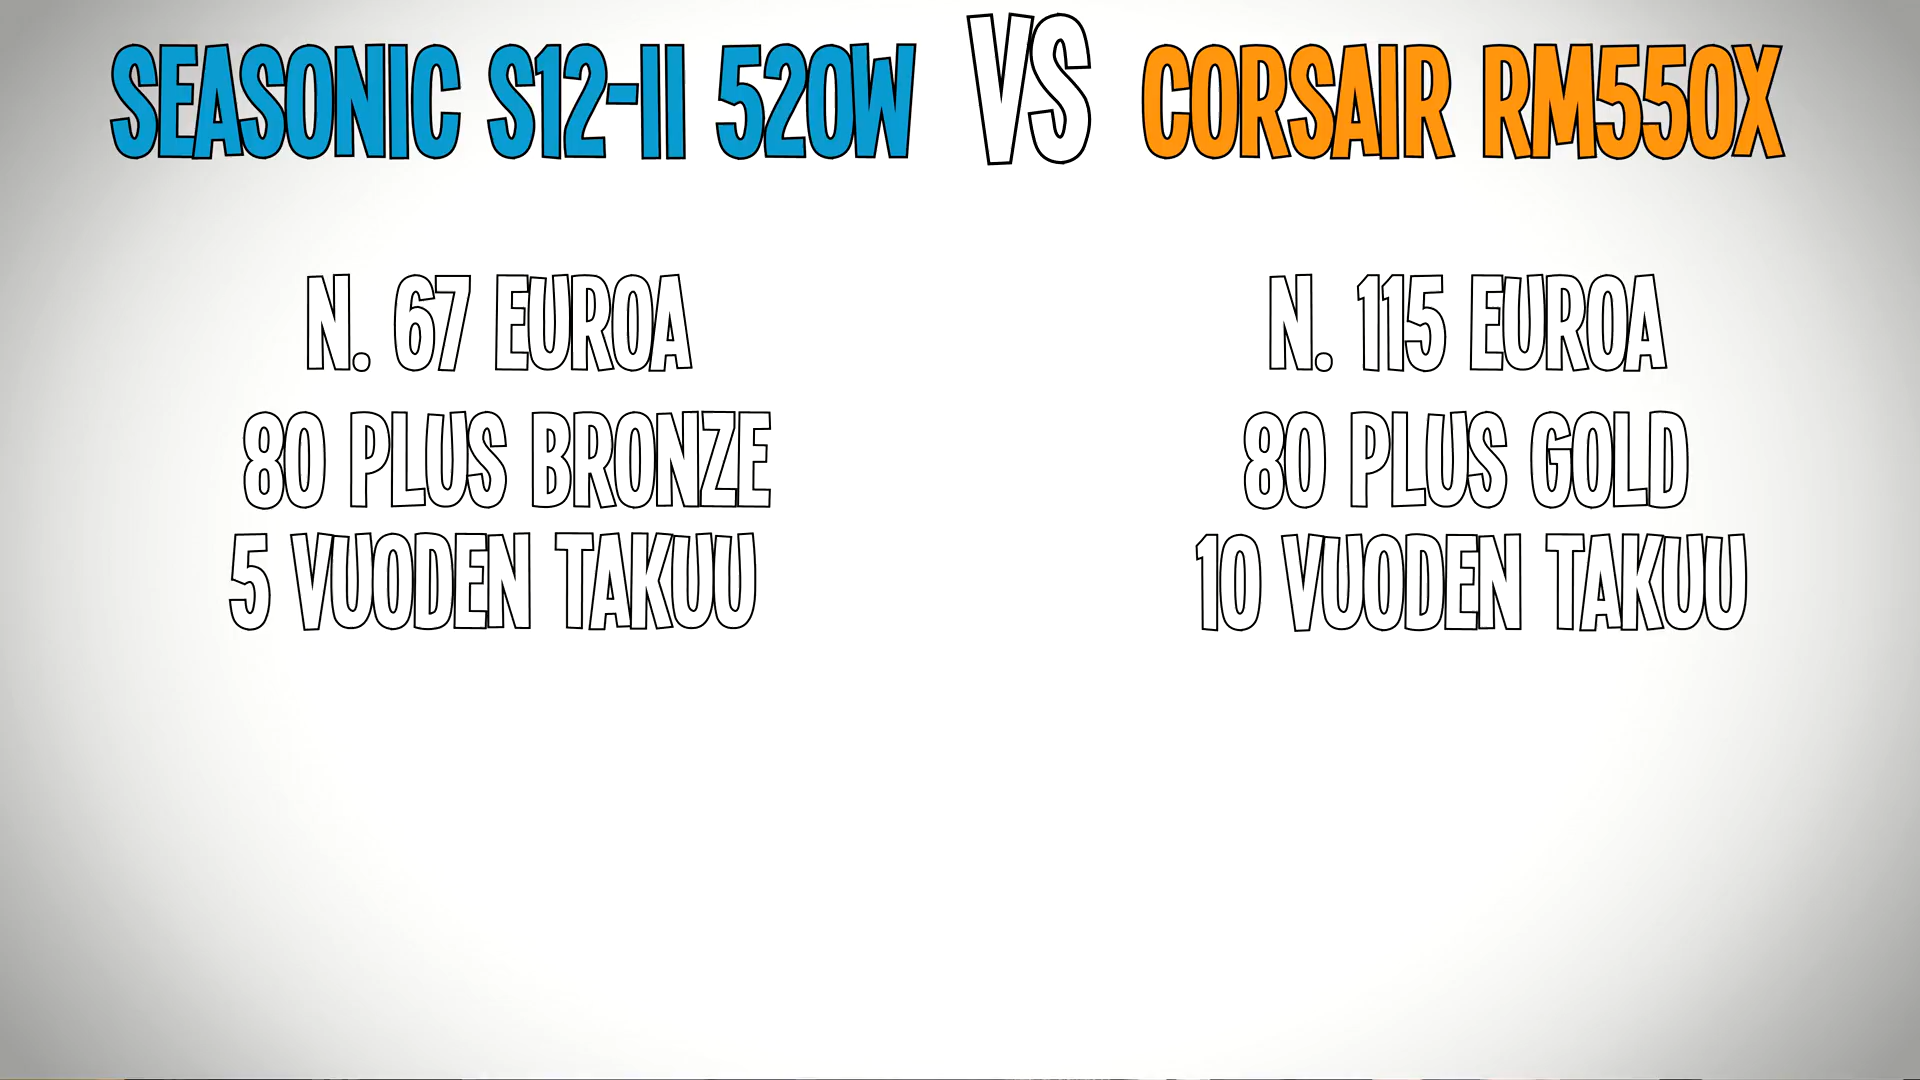 SEASONIC S12-II 520W VS CORSAIR RM550X
N. 67 EUROA
80 PLUS BRONZE
5 VUODEN TAKUU
N. 115 EUROA
80 PLUS GOLD
10 VUODEN TAKUU